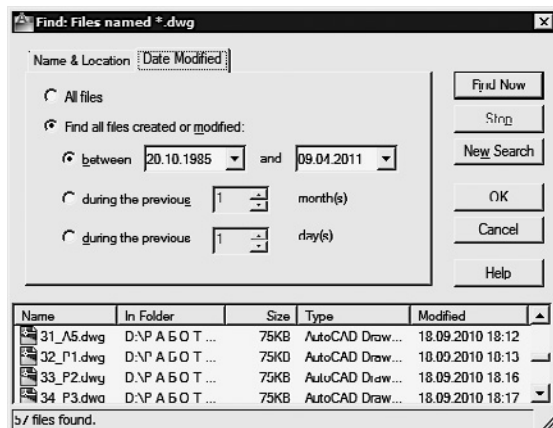 Find: Files named *.dwg
Name & Location Date Modified
All files
Find all files created or modified:
between 20.10.1985 and 09.04.2011
during the previous 1 month(s)
during the previous 1 day(s)
Find Now
Stop
New Search
OK
Cancel
Help
Name In Folder Size Type Modified
31_A5.dwg D:\Р А Б О Т ... 75KB AutoCAD Draw... 18.09.2010 18:12
32_P1.dwg D:\Р А Б О Т ... 75KB AutoCAD Draw... 18.09.2010 18:13
33_P2.dwg D:\Р А Б О Т ... 75KB AutoCAD Draw... 18.09.2010 18:16
34_P3.dwg D:\Р А Б О Т ... 75KB AutoCAD Draw... 18.09.2010 18:17
57 files found.